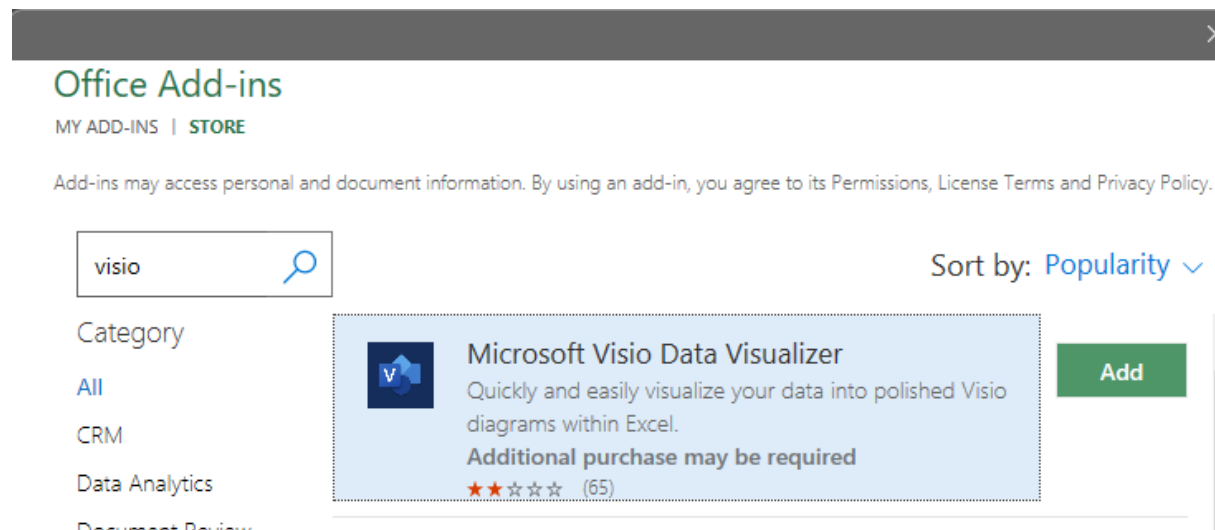 Office Add-ins
MY ADD-INS | STORE
Add-ins may access personal and document information. By using an add-in, you agree to its Permissions, License Terms and Privacy Policy.
visio
Sort by: Popularity
Category
All
CRM
Data Analytics
Document Review
V
Microsoft Visio Data Visualizer
Quickly and easily visualize your data into polished Visio
diagrams within Excel.
Additional purchase may be required
(65)
Add